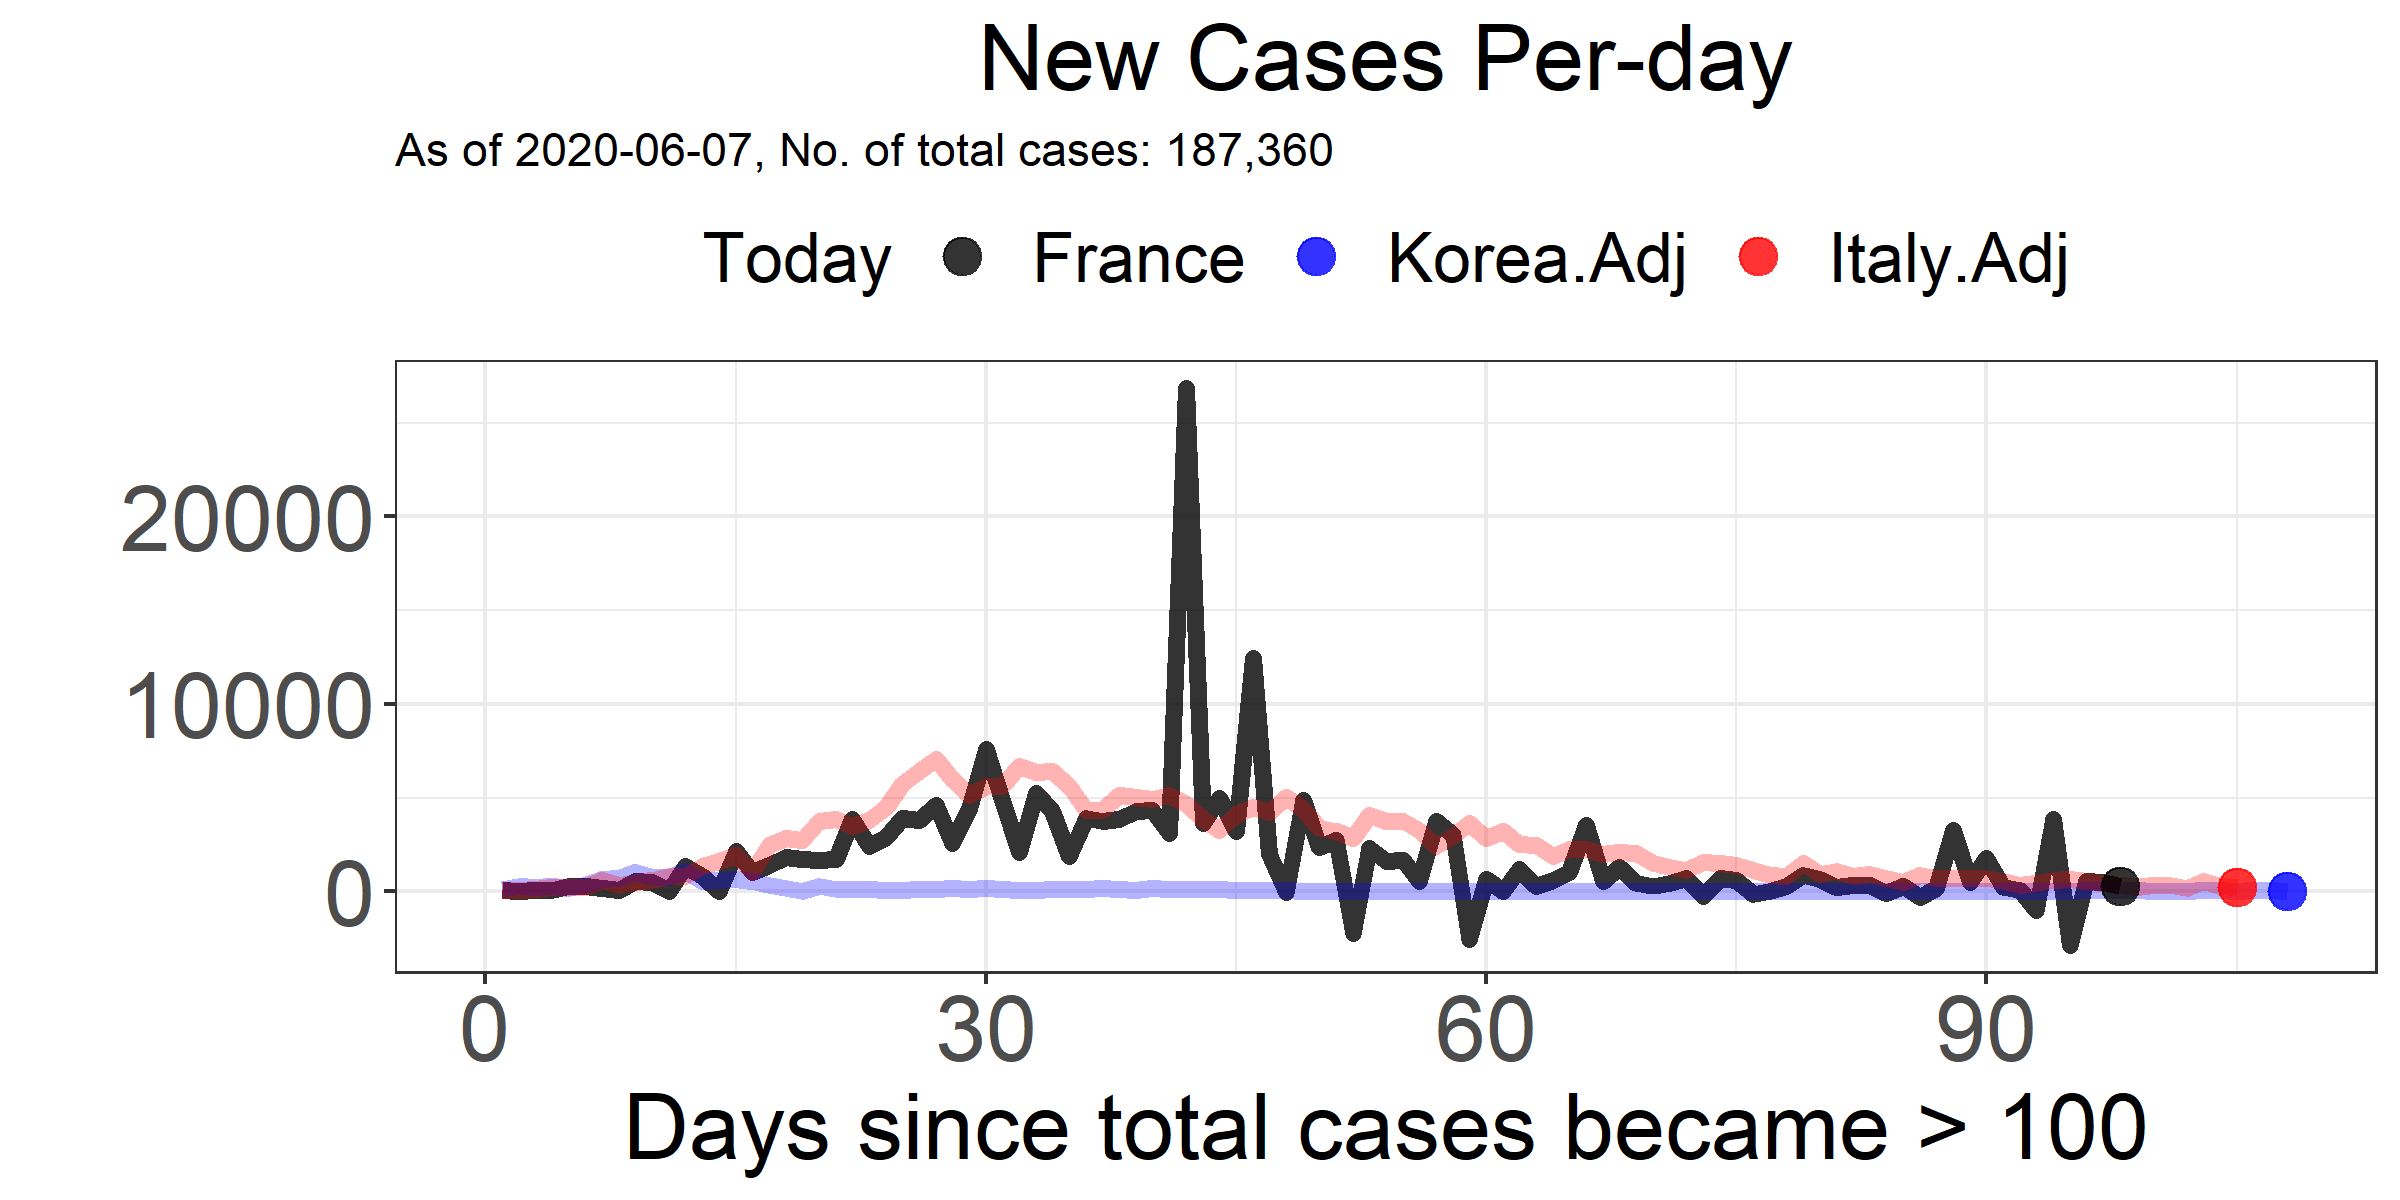 New Cases Per-day
As of 2020-06-07, No. of total cases: 187,360
Today France Korea.Adj Italy.Adj
20000
10000
0
0 30 60 90
Days since total cases became > 100